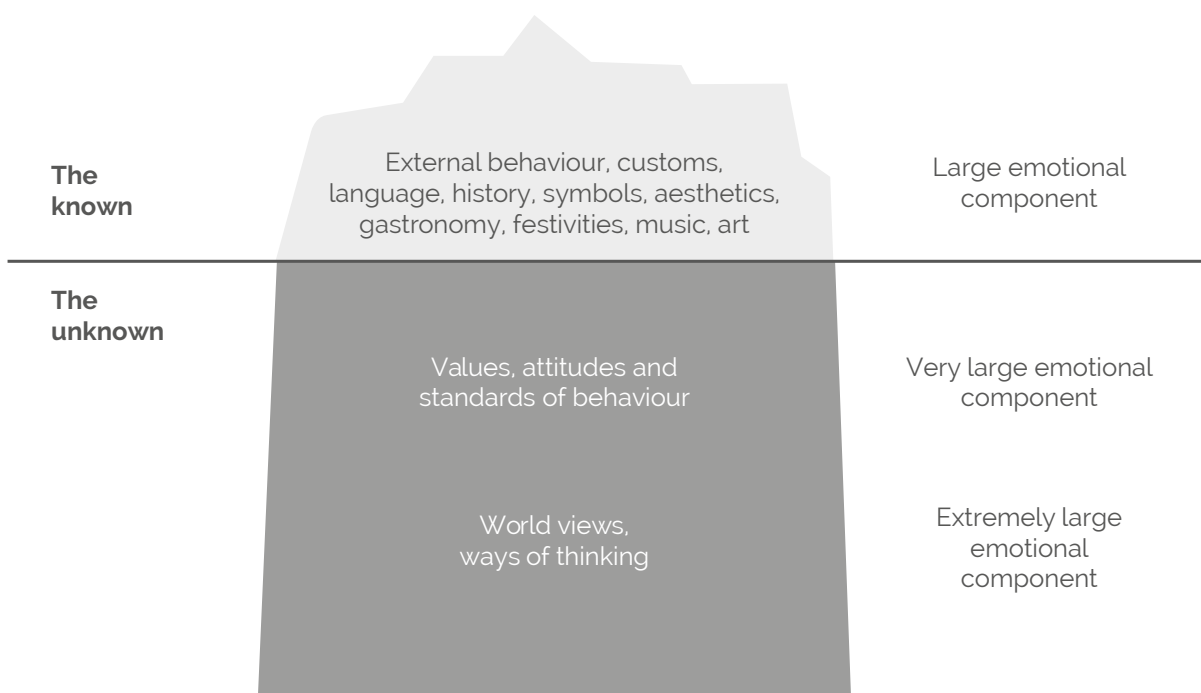 The
known
External behaviour, customs,
language, history, symbols, aesthetics,
gastronomy, festivities, music, art
Large emotional
component
The
unknown
Values, attitudes and
standards of behaviour
Very large emotional
component
World views,
ways of thinking
Extremely large
emotional
component